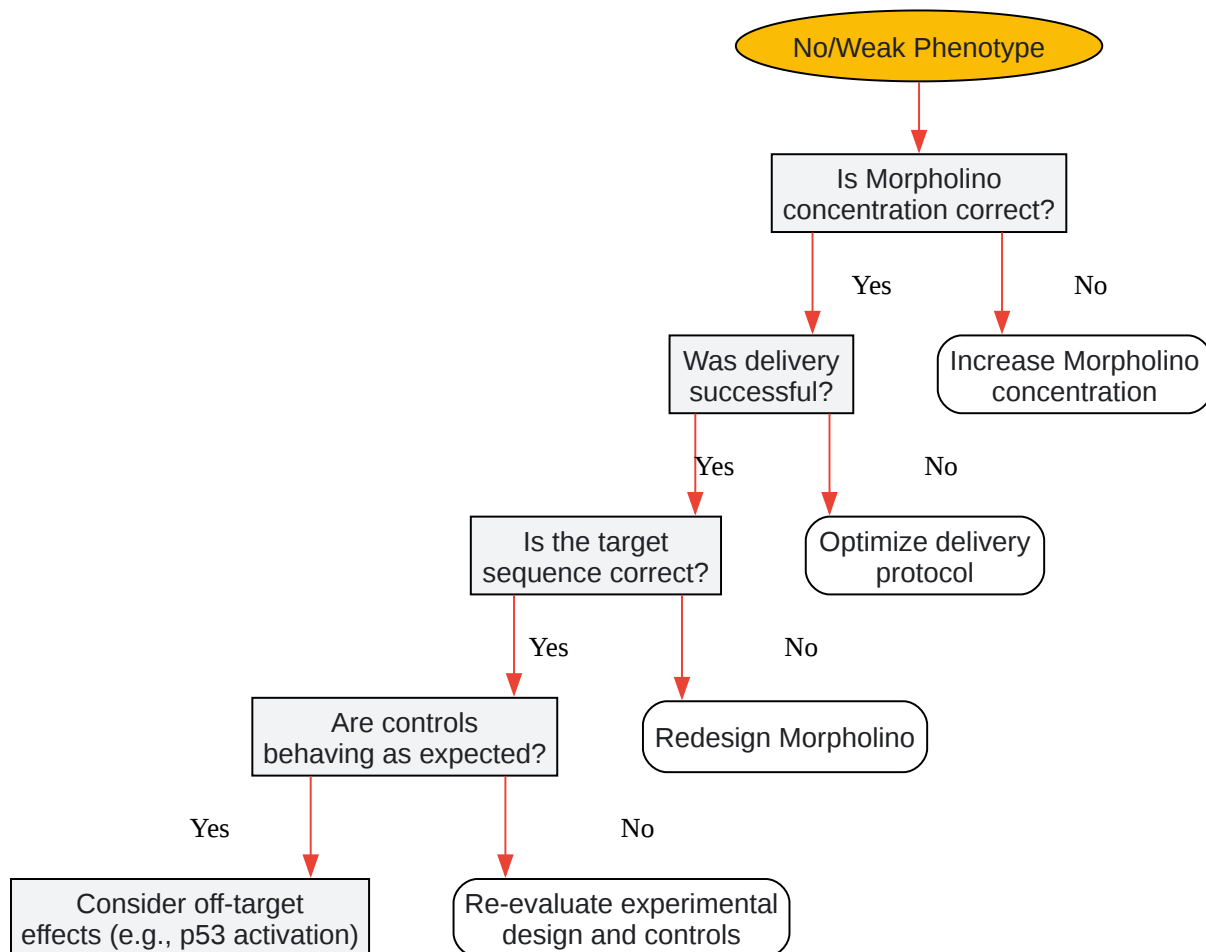 No/Weak Phenotype
Is Morpholino
concentration correct?
Yes
No
Was delivery
successful?
Increase Morpholino
concentration
Yes
No
Is the target
sequence correct?
Optimize delivery
protocol
Yes
No
Are controls
behaving as expected?
Redesign Morpholino
Yes
No
Consider off-target
effects (e.g., p53 activation)
Re-evaluate experimental
design and controls